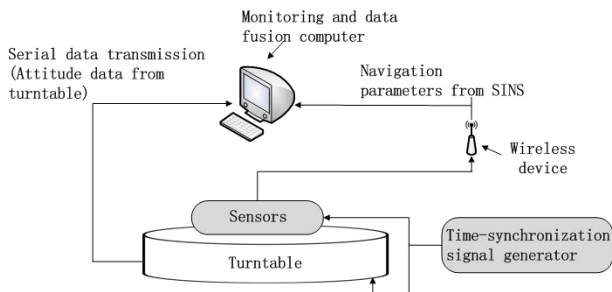 Monitoring and data
fusion computer
Serial data transmission
(Attitude data from
turntable)
Navigation
parameters from SINS
Wireless
device
Sensors
Time-synchronization
signal generator
Turntable